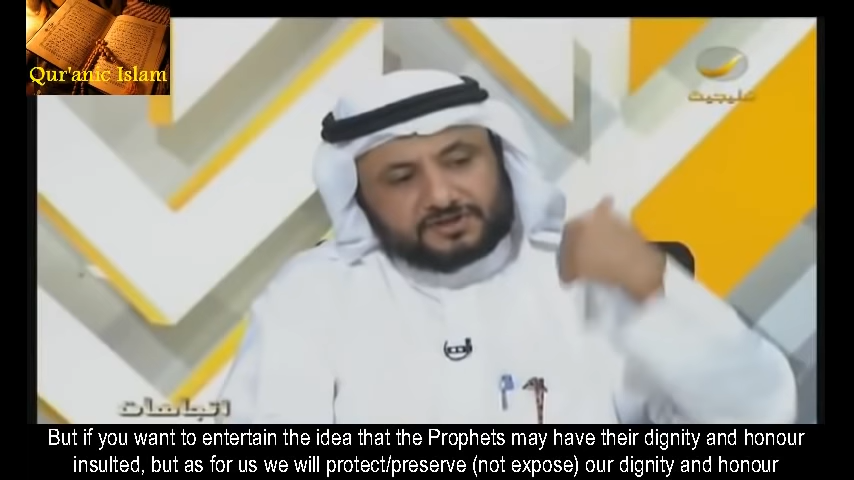 Qur'anic Islam
خليجية
اتجاهات
But if you want to entertain the idea that the Prophets may have their dignity and honour
insulted, but as for us we will protect/preserve (not expose) our dignity and honour